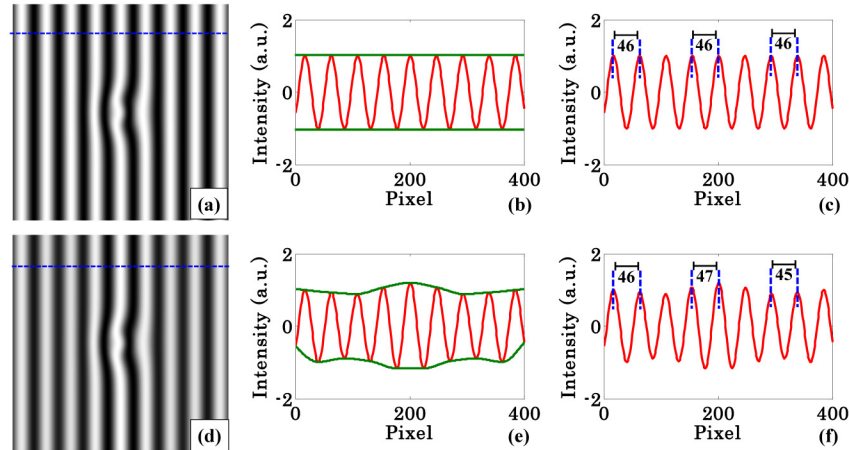 (a)
2
0
-2
Intensity (a.u.)
0 200 400
Pixel
(b)
2
0
-2
Intensity (a.u.)
46 46 46
0 200 400
Pixel
(c)
(d)
2
0
-2
Intensity (a.u.)
0 200 400
Pixel
(e)
2
0
-2
Intensity (a.u.)
46 47 45
0 200 400
Pixel
(f)